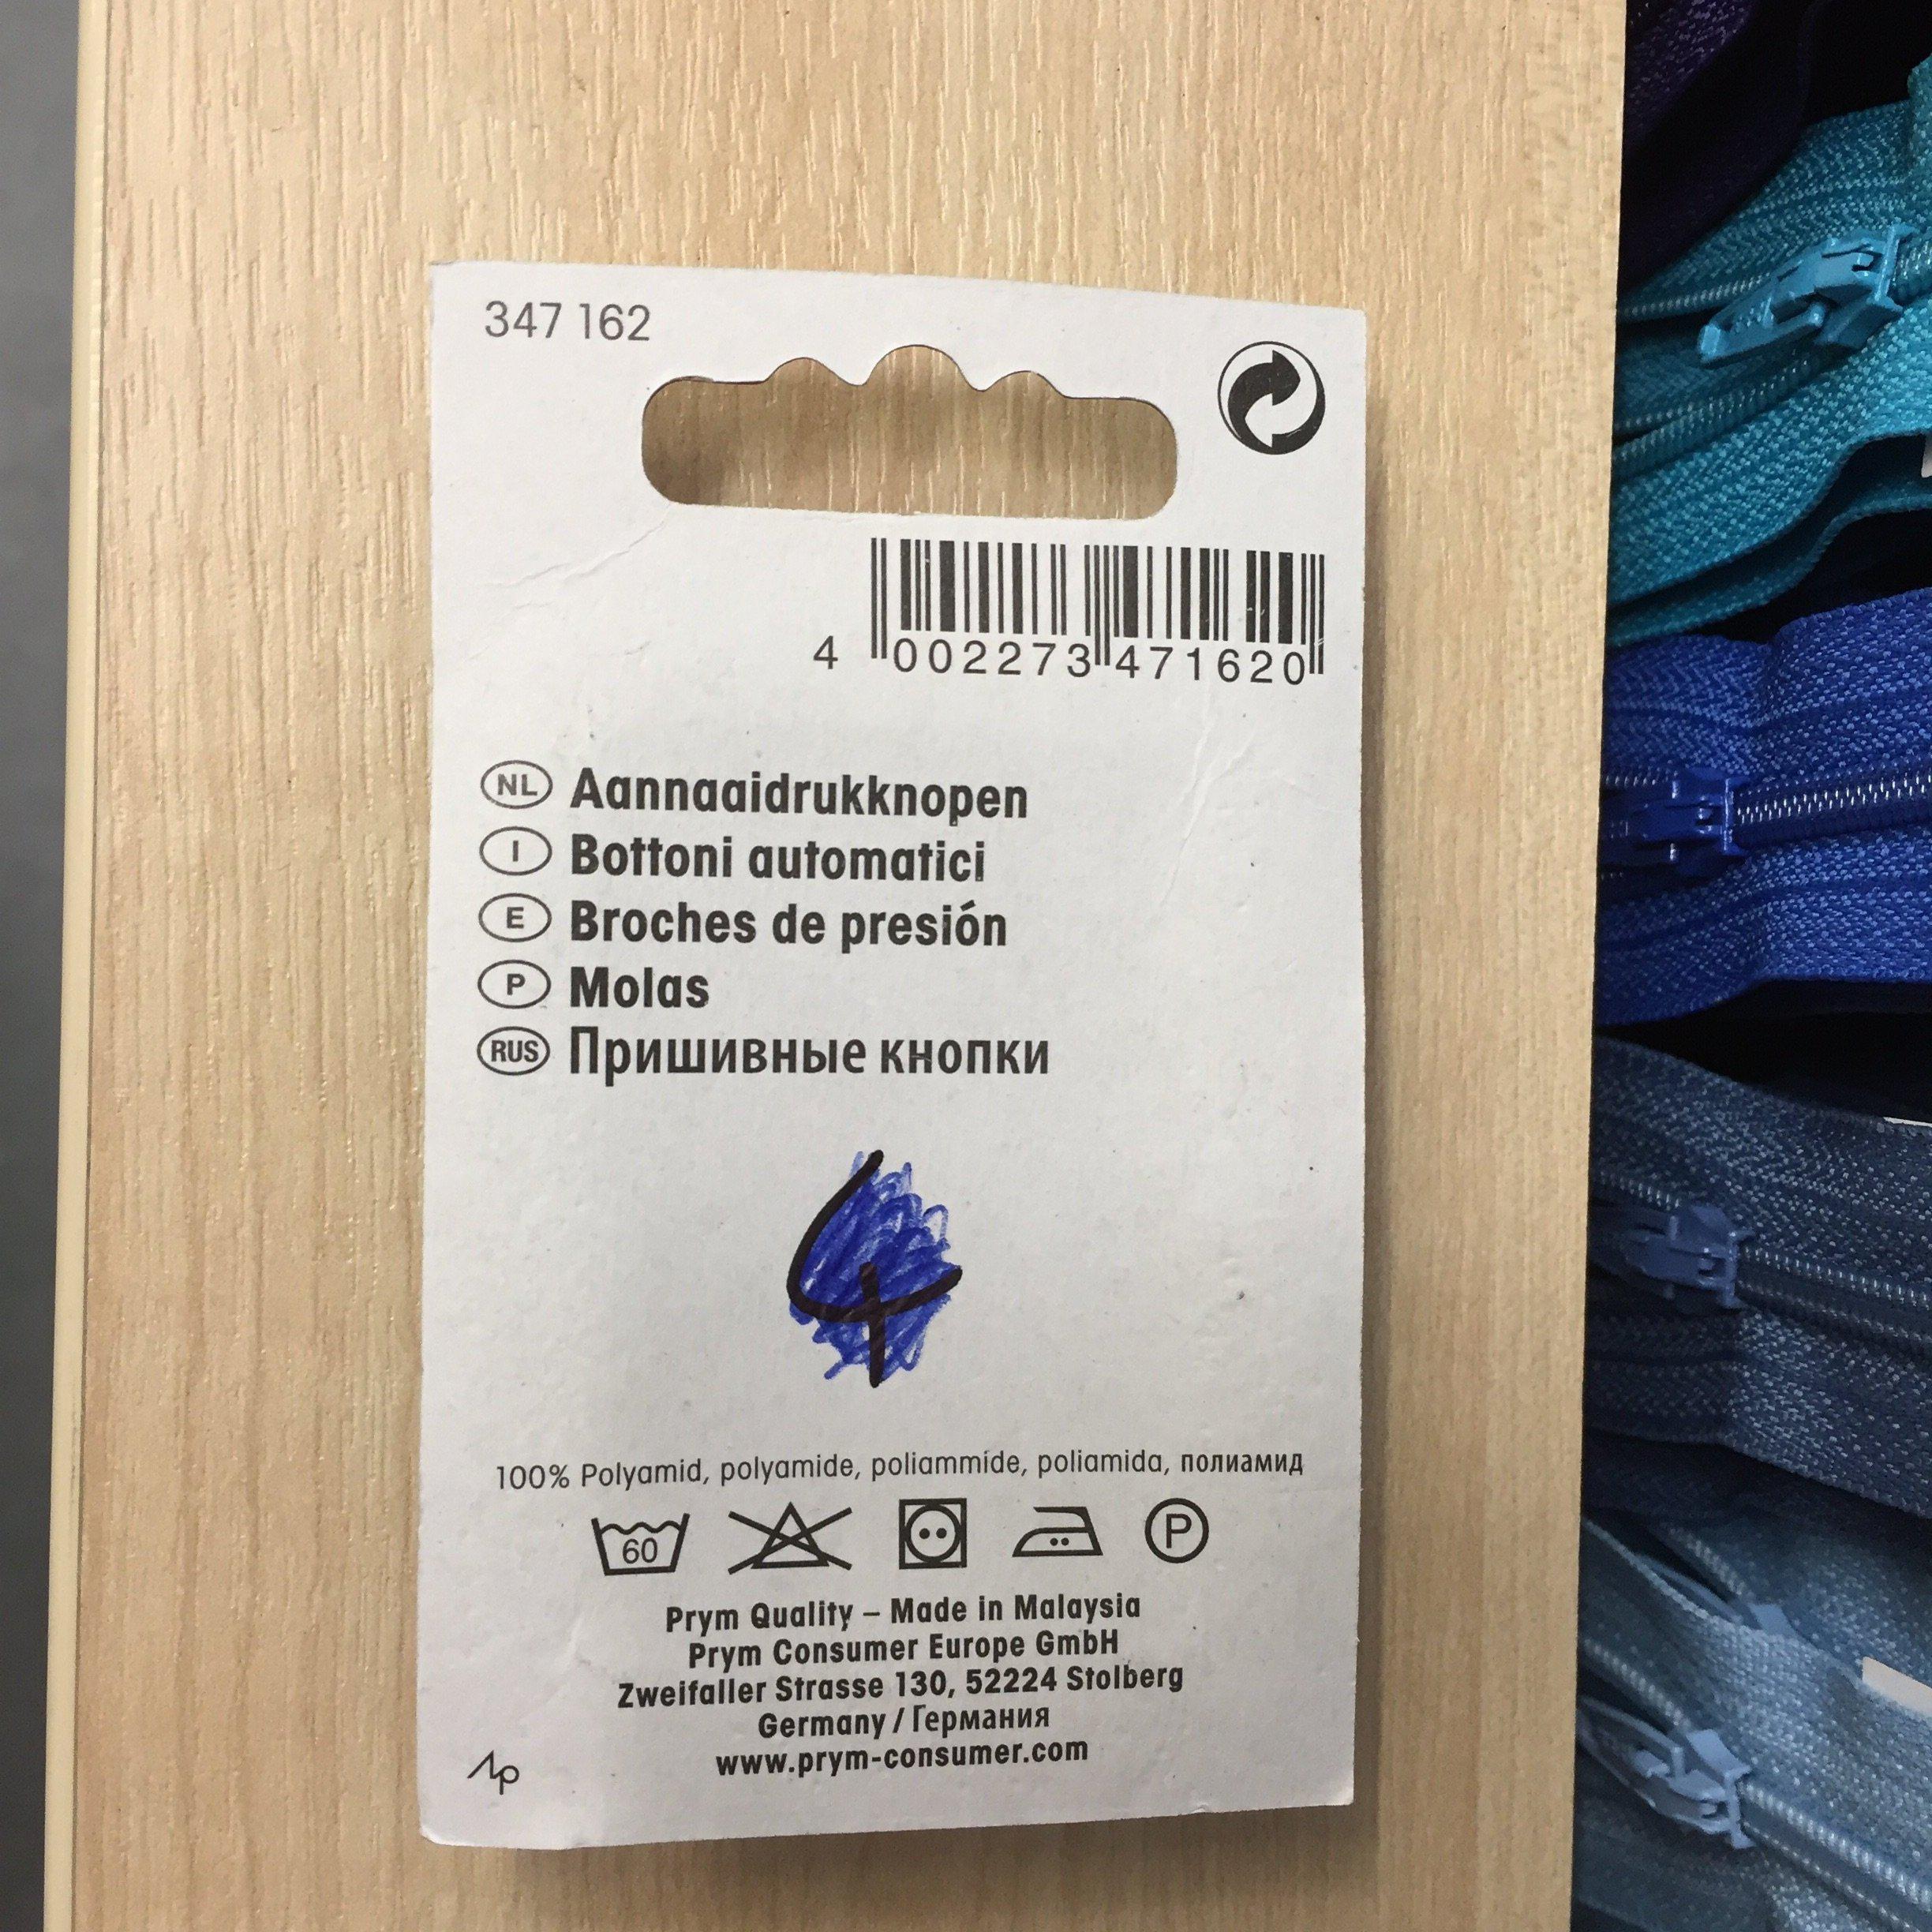 347 162
4 002273 471620
NL Aannaaidrukknopen
I Bottoni automatici
E Broches de presión
P Molas
RUS Пришивные кнопки
4
100% Polyamid, polyamide, poliammide, poliamida, полиамид
60 P
Prym Quality – Made in Malaysia
Prym Consumer Europe GmbH
Zweifaller Strasse 130, 52224 Stolberg
Germany / Германия
www.prym-consumer.com